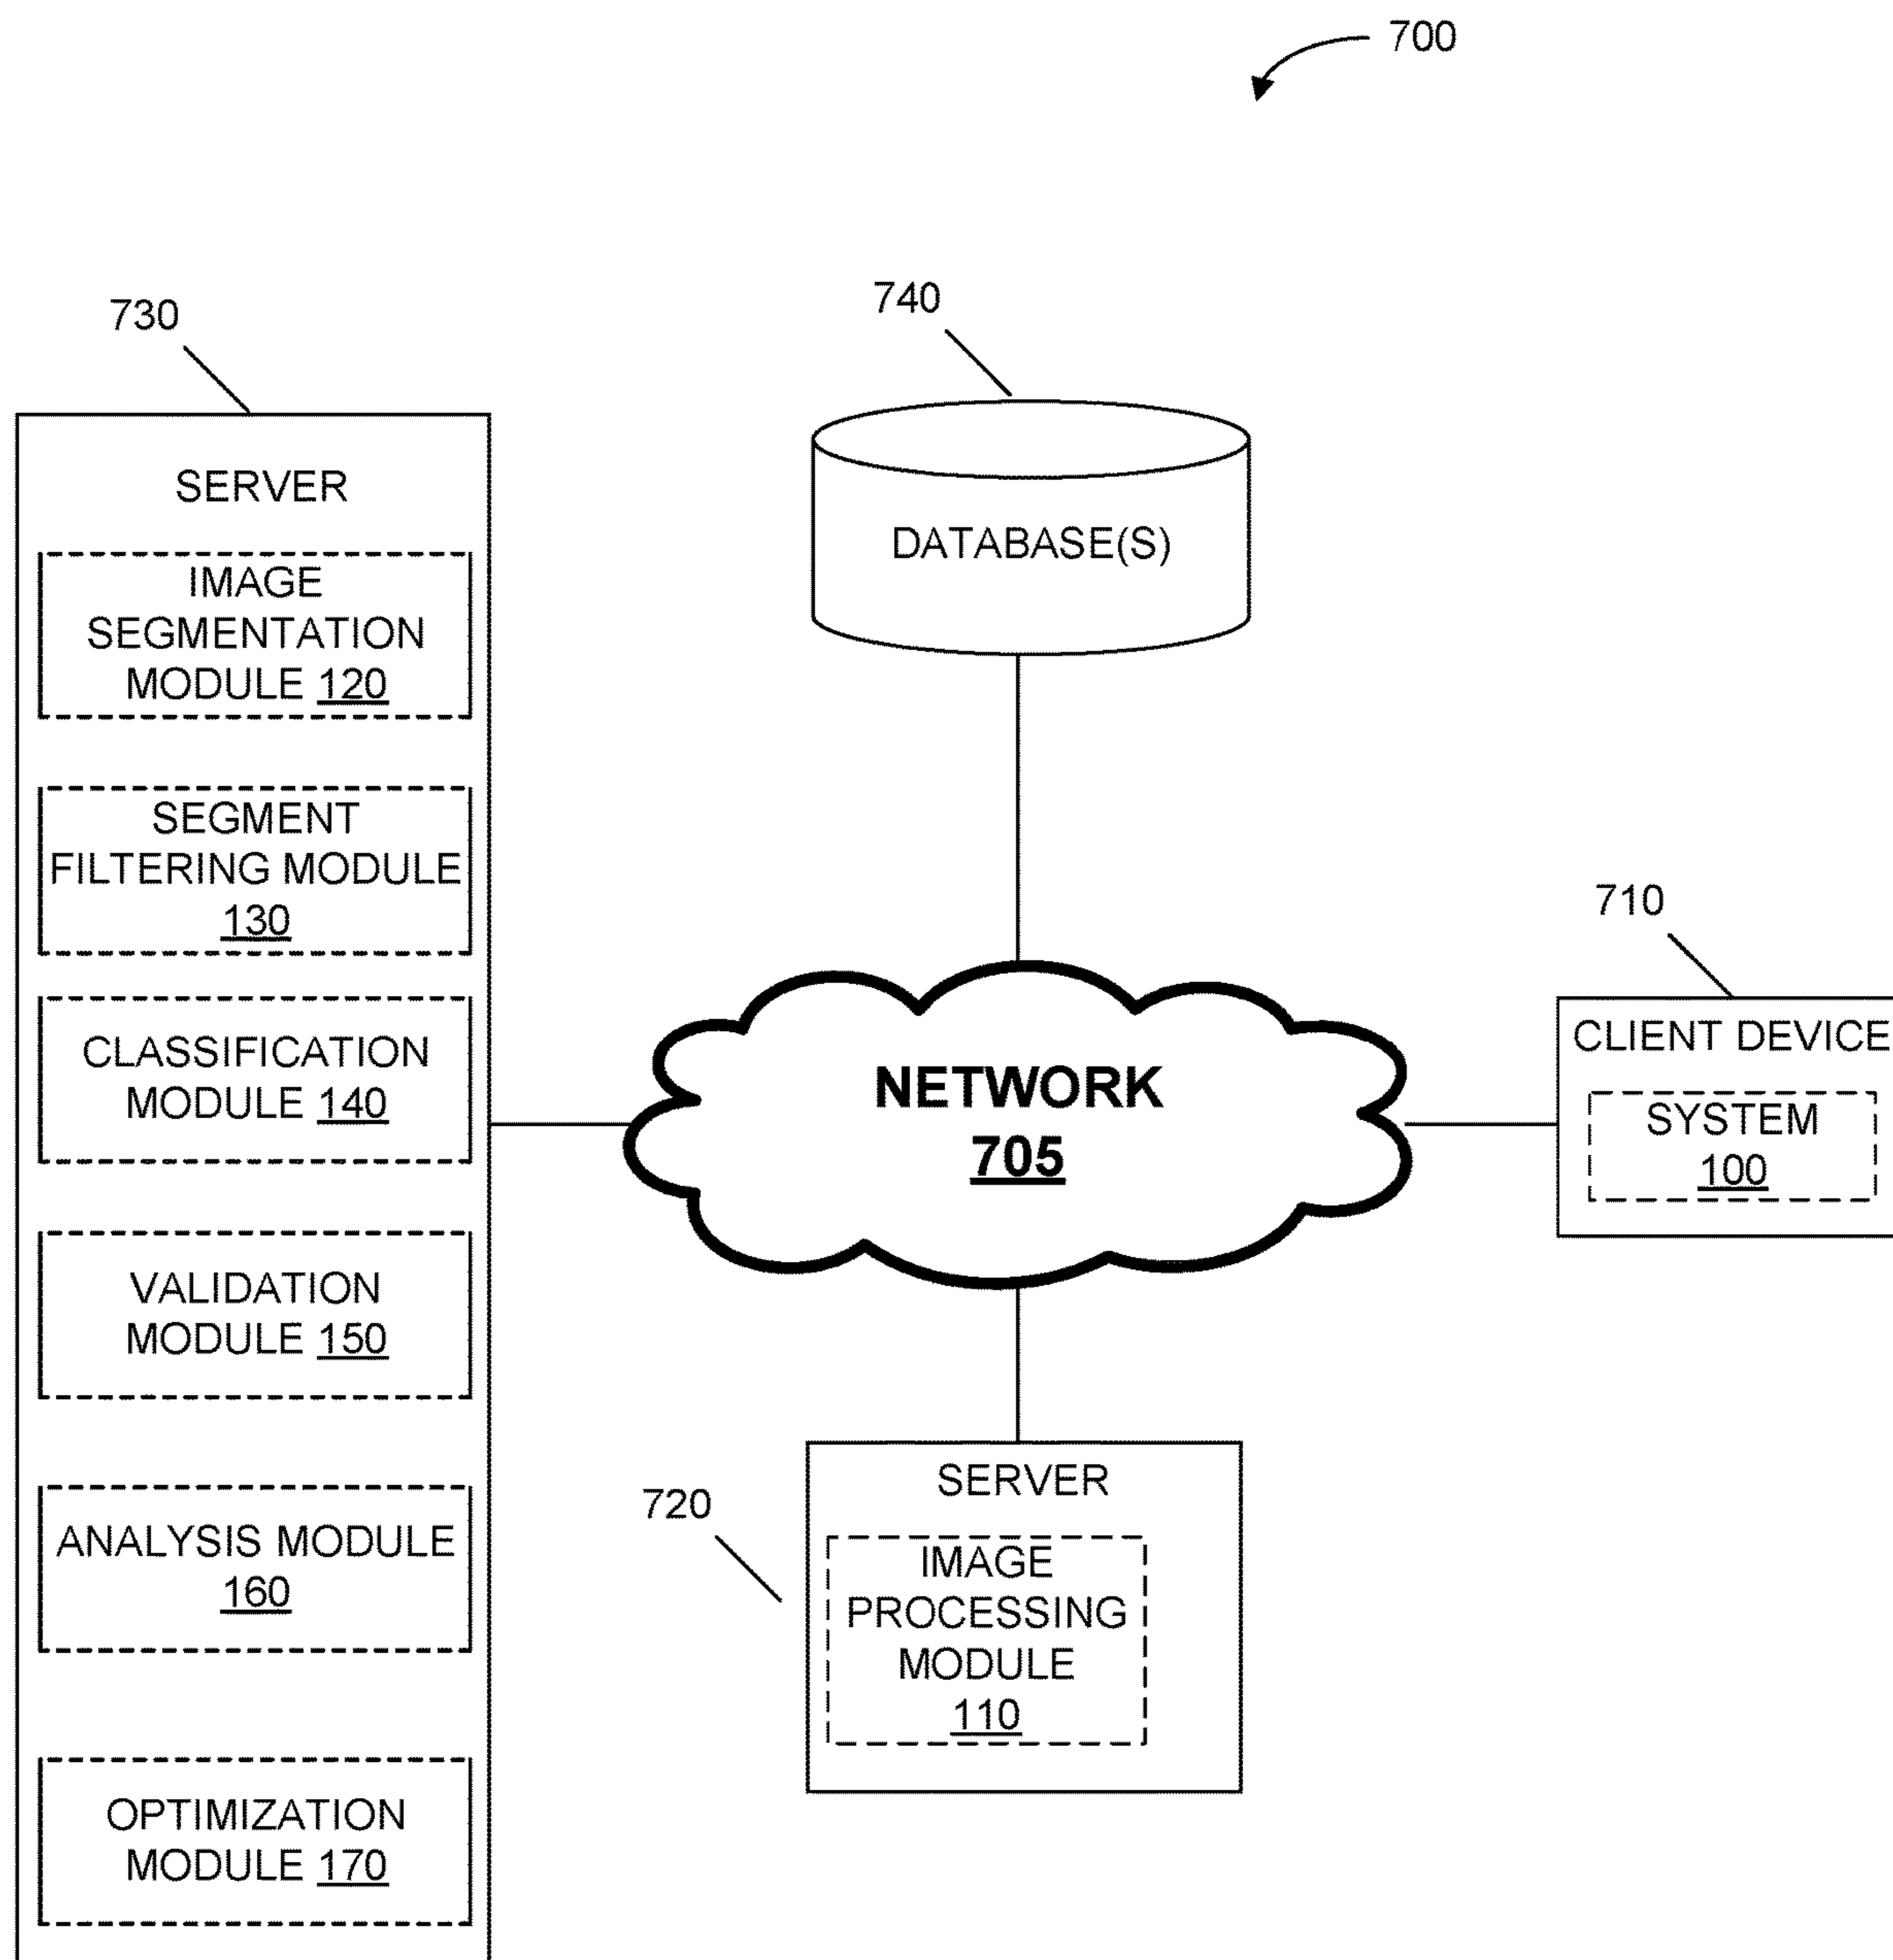 700
730
SERVER
IMAGE
SEGMENTATION
MODULE 120
SEGMENT
FILTERING MODULE
130
CLASSIFICATION
MODULE 140
VALIDATION
MODULE 150
ANALYSIS MODULE
160
OPTIMIZATION
MODULE 170
740
DATABASE(S)
NETWORK
705
710
CLIENT DEVICE
SYSTEM
100
720
SERVER
IMAGE
PROCESSING
MODULE
110